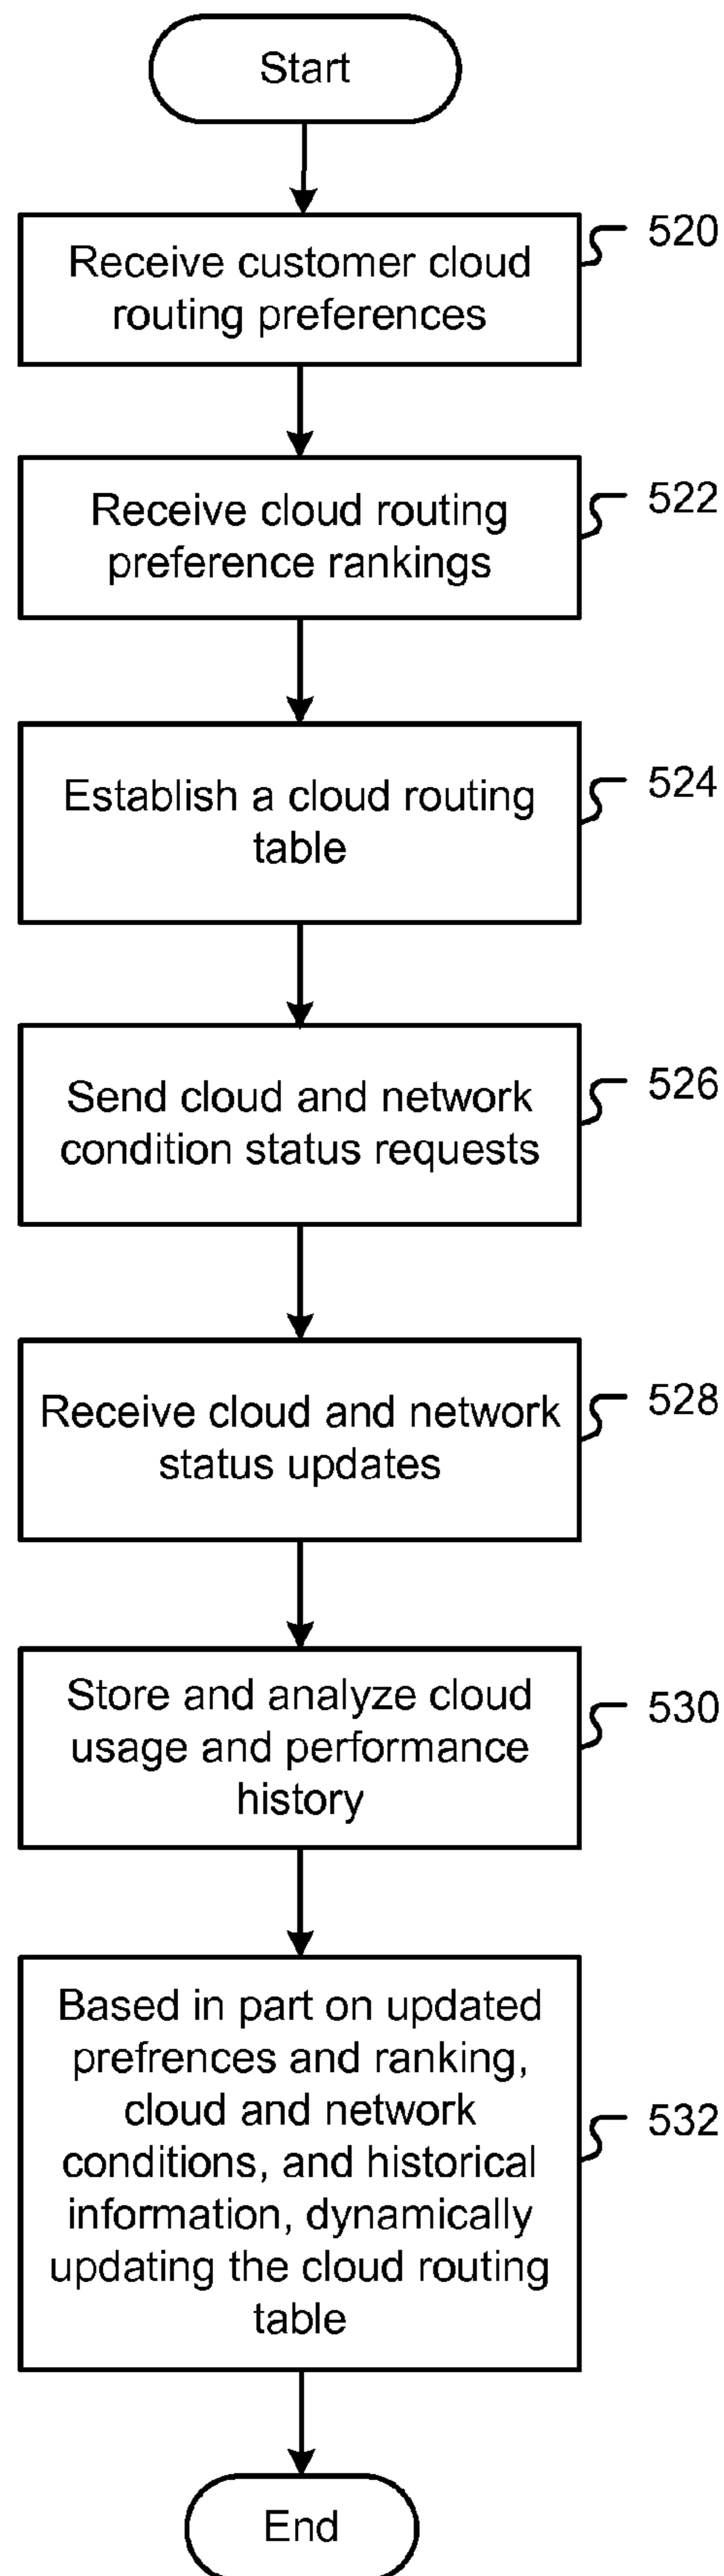 Start
Receive customer cloud
routing preferences
520
Receive cloud routing
preference rankings
522
Establish a cloud routing
table
524
Send cloud and network
condition status requests
526
Receive cloud and network
status updates
528
Store and analyze cloud
usage and performance
history
530
Based in part on updated
prefrences and ranking,
cloud and network
conditions, and historical
information, dynamically
updating the cloud routing
table
532
End